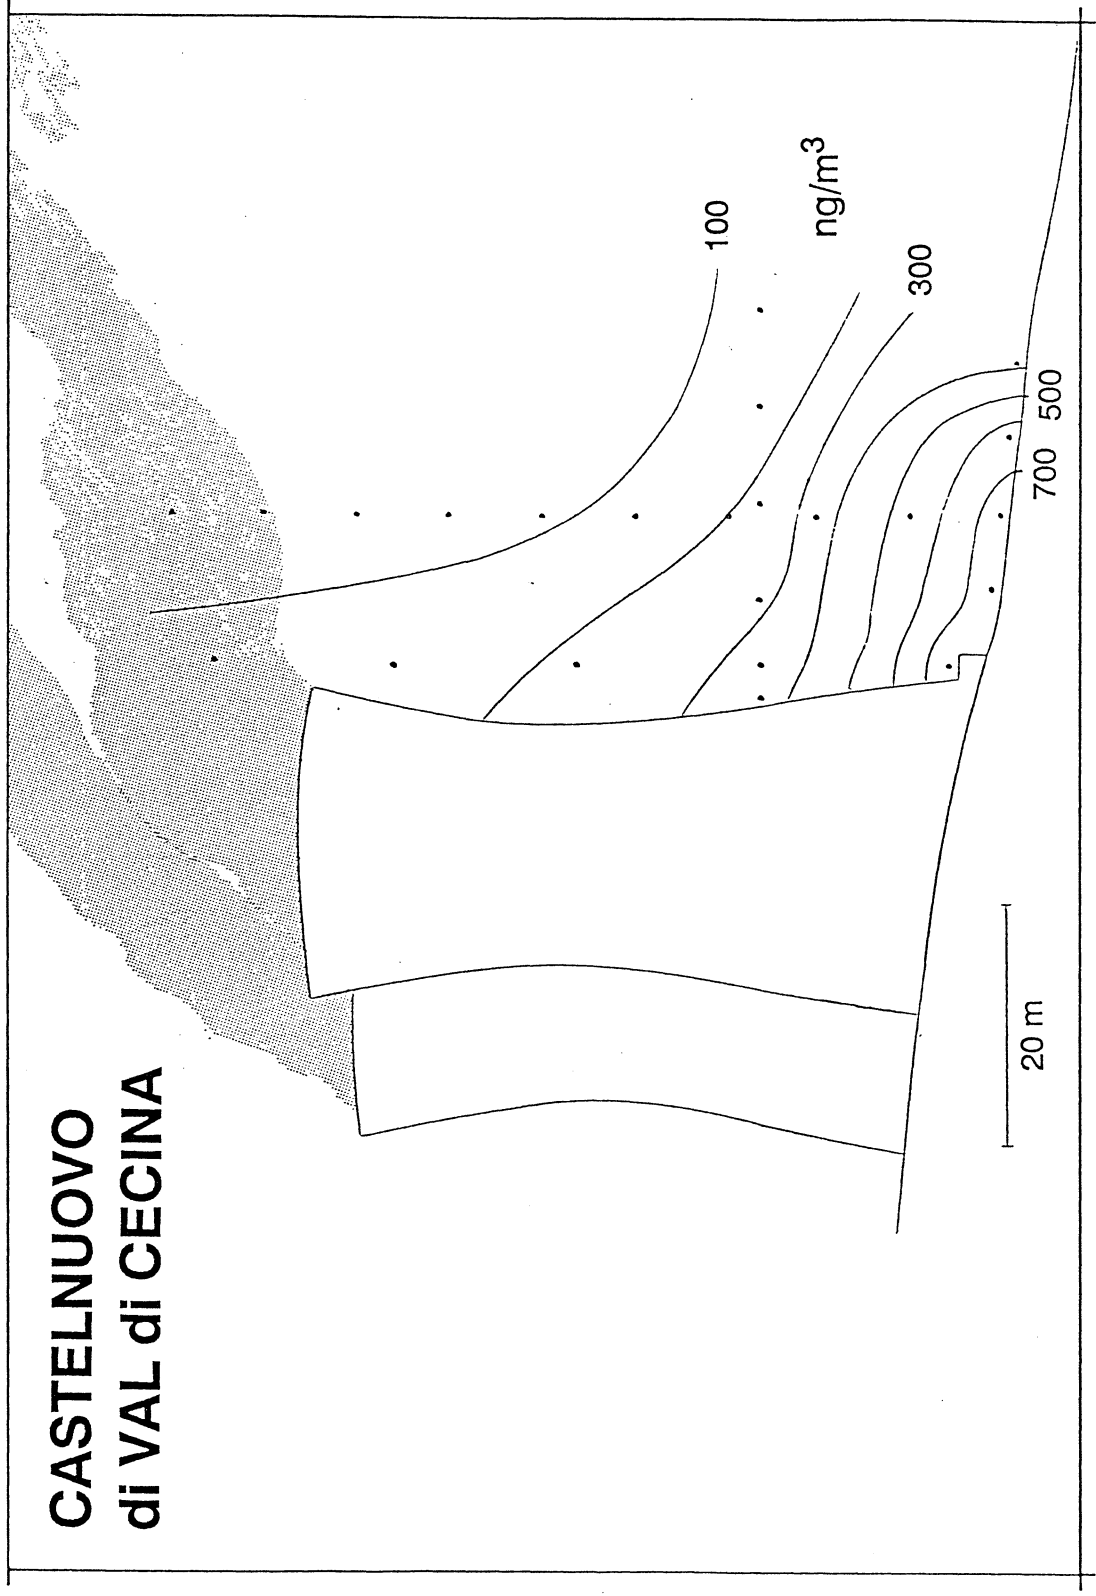 CASTELNUOVO
di VAL di CECINA
100
ng/m³
300
500
700
20 m